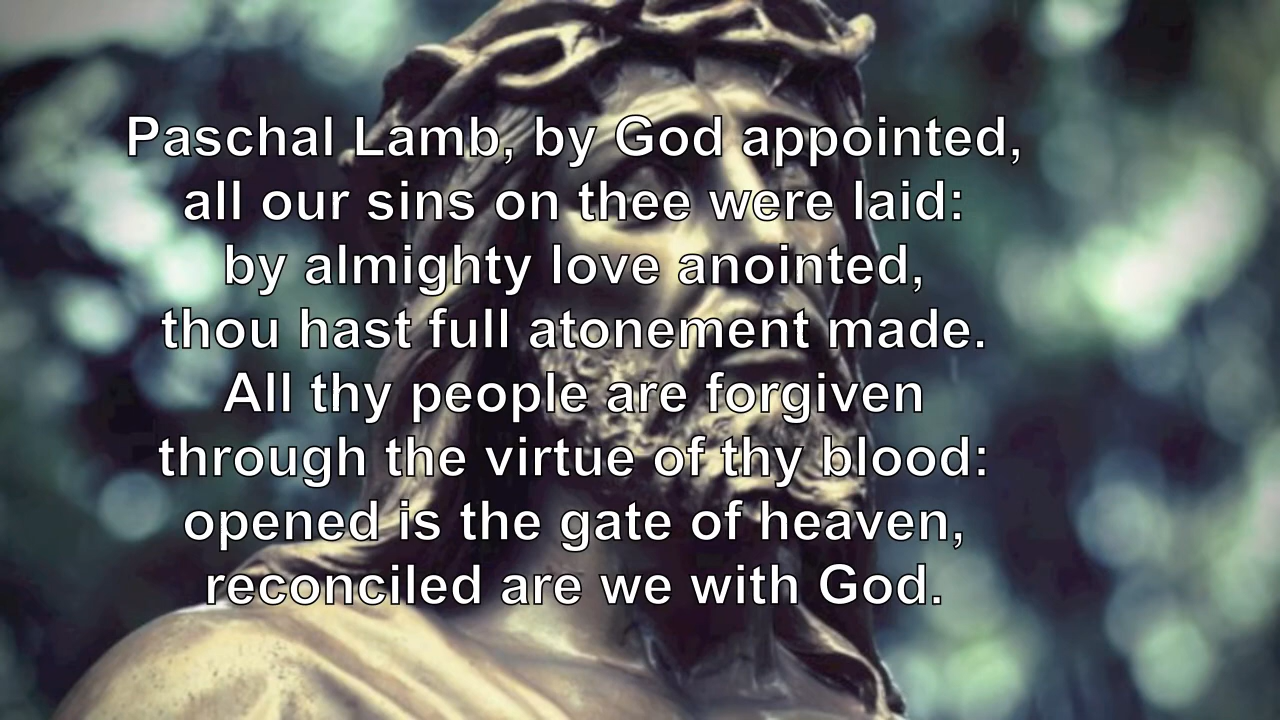 Paschal Lamb, by God appointed,
all our sins on thee were laid:
by almighty love anointed,
thou hast full atonement made.
All thy people are forgiven
through the virtue of thy blood:
opened is the gate of heaven,
reconciled are we with God.